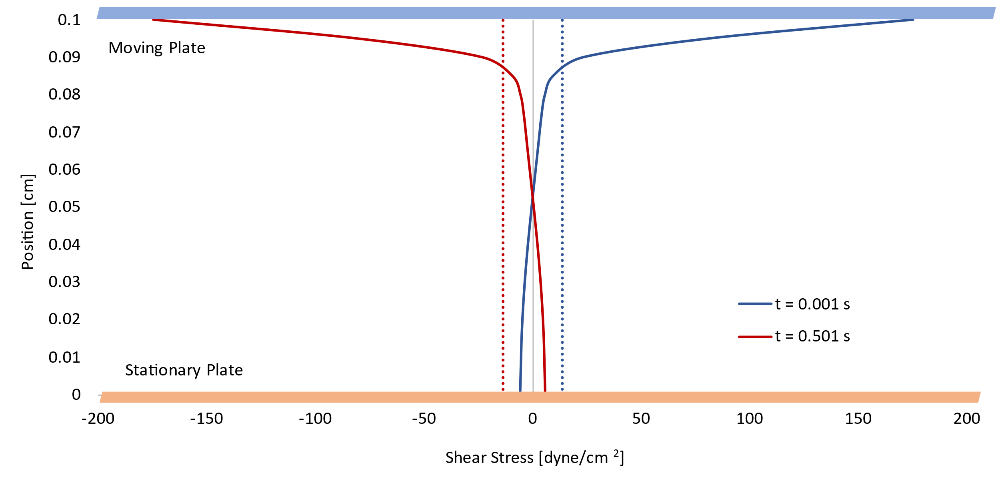 0.1
Moving Plate
0.09
0.08
0.07
0.06
Position [cm]
0.05
0.04
0.03
t = 0.001 s
0.02
t = 0.501 s
0.01
Stationary Plate
0
-200 -150 -100 -50 0 50 100 150 200
Shear Stress [dyne/cm ²]